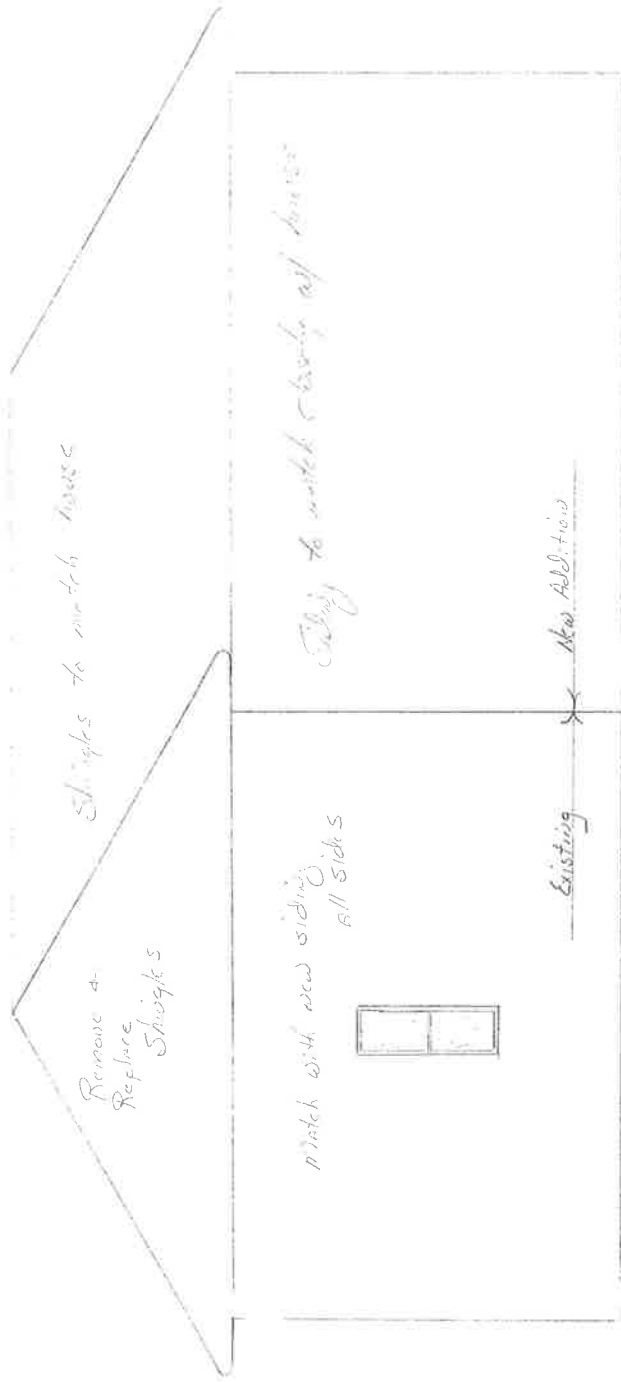 Shingles to match house
Remove &
Replace
Shingles
Siding to match existing w/ house
Match with new siding
All sides
Existing
New Addition